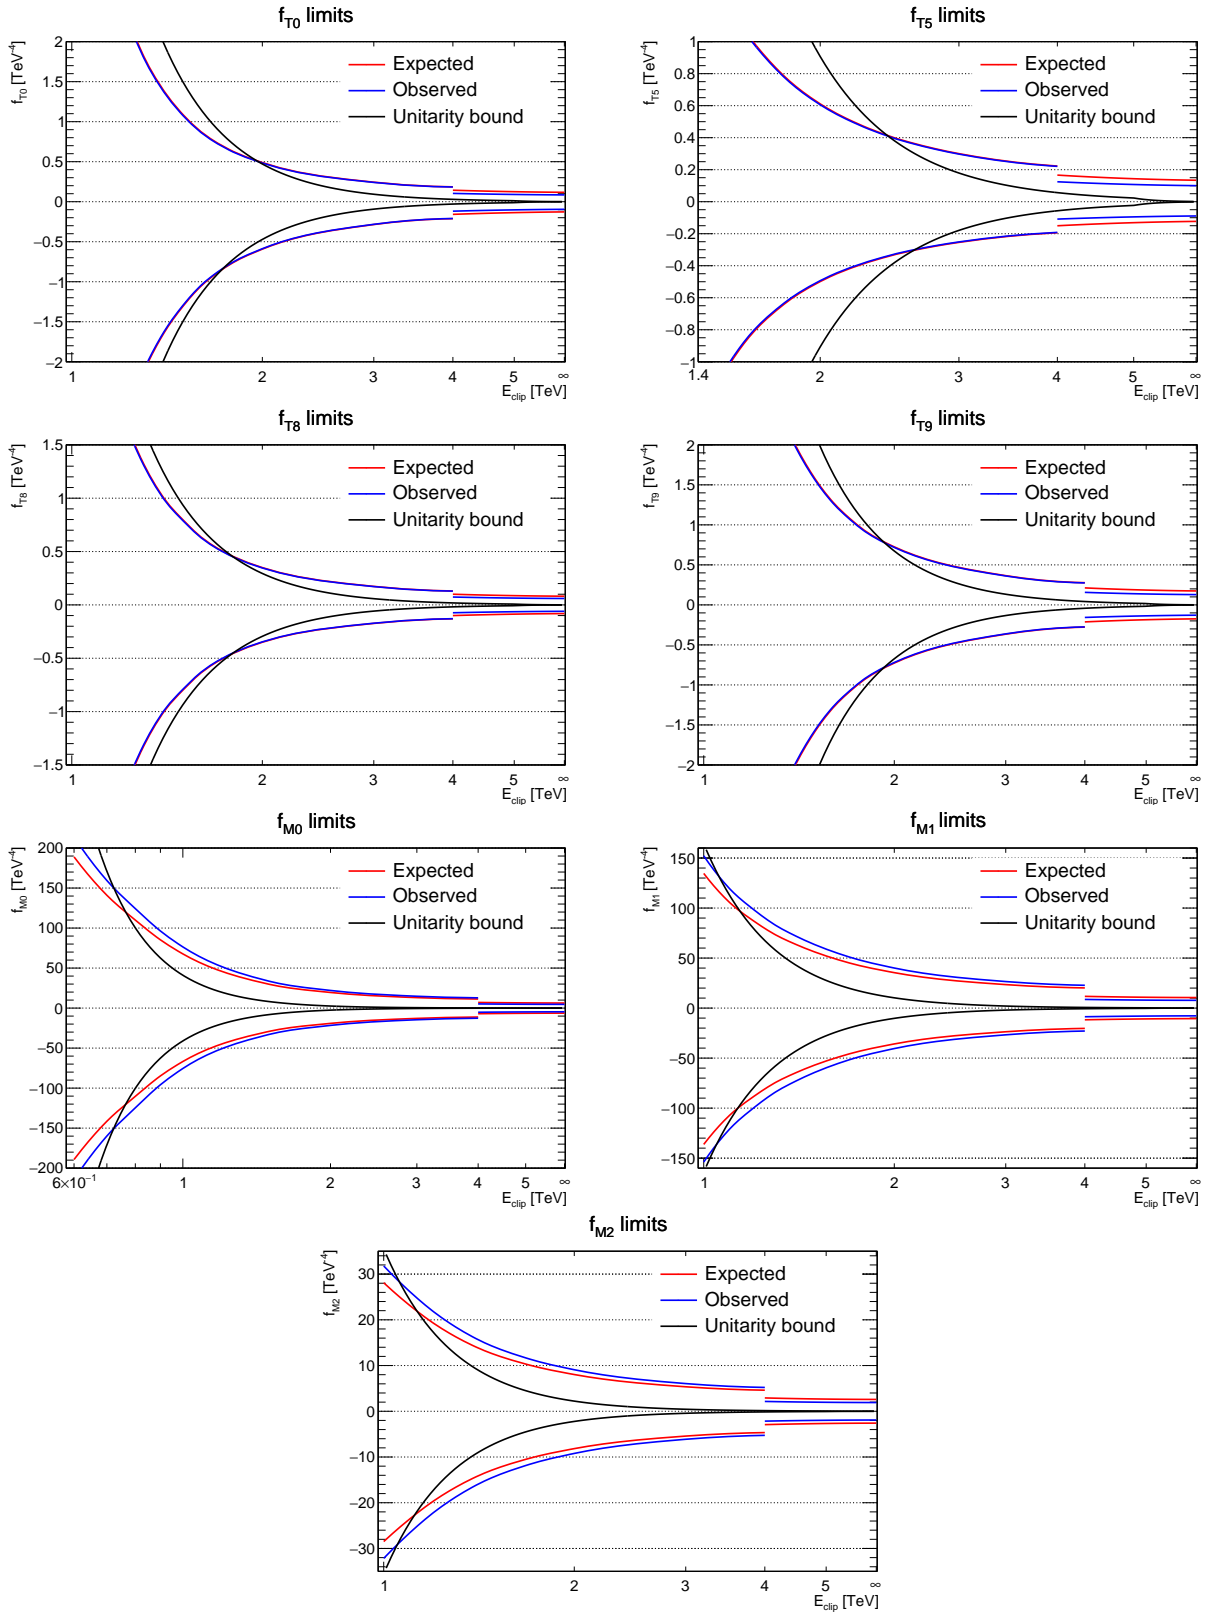 f_T0 limits
f_T0 [TeV⁻⁴]
2
1.5
1
0.5
0
−0.5
−1
−1.5
−2
Expected
Observed
Unitarity bound
1 2 3 4 5 ∞
E_clip [TeV]
f_T5 limits
f_T5 [TeV⁻⁴]
1
0.8
0.6
0.4
0.2
0
−0.2
−0.4
−0.6
−0.8
−1
Expected
Observed
Unitarity bound
1.4 2 3 4 5 ∞
E_clip [TeV]
f_T8 limits
f_T8 [TeV⁻⁴]
1.5
1
0.5
0
−0.5
−1
−1.5
Expected
Observed
Unitarity bound
1 2 3 4 5 ∞
E_clip [TeV]
f_T9 limits
f_T9 [TeV⁻⁴]
2
1.5
1
0.5
0
−0.5
−1
−1.5
−2
Expected
Observed
Unitarity bound
1 2 3 4 5 ∞
E_clip [TeV]
f_M0 limits
f_M0 [TeV⁻⁴]
200
150
100
50
0
−50
−100
−150
−200
Expected
Observed
Unitarity bound
6×10⁻¹ 1 2 3 4 5 ∞
E_clip [TeV]
f_M1 limits
f_M1 [TeV⁻⁴]
150
100
50
0
−50
−100
−150
Expected
Observed
Unitarity bound
1 2 3 4 5 ∞
E_clip [TeV]
f_M2 limits
f_M2 [TeV⁻⁴]
30
20
10
0
−10
−20
−30
Expected
Observed
Unitarity bound
1 2 3 4 5 ∞
E_clip [TeV]